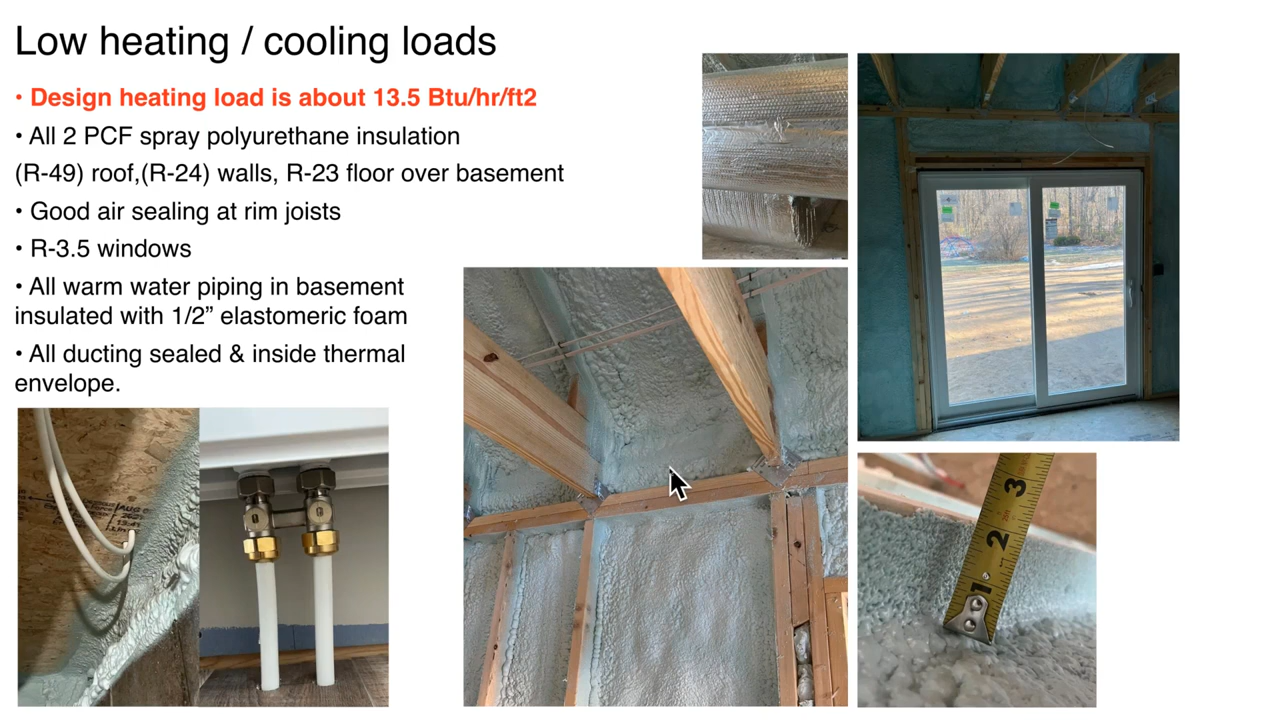 Low heating / cooling loads
• Design heating load is about 13.5 Btu/hr/ft2
• All 2 PCF spray polyurethane insulation
(R-49) roof,(R-24) walls, R-23 floor over basement
• Good air sealing at rim joists
• R-3.5 windows
• All warm water piping in basement
insulated with 1/2” elastomeric foam
• All ducting sealed & inside thermal
envelope.
3
2
1